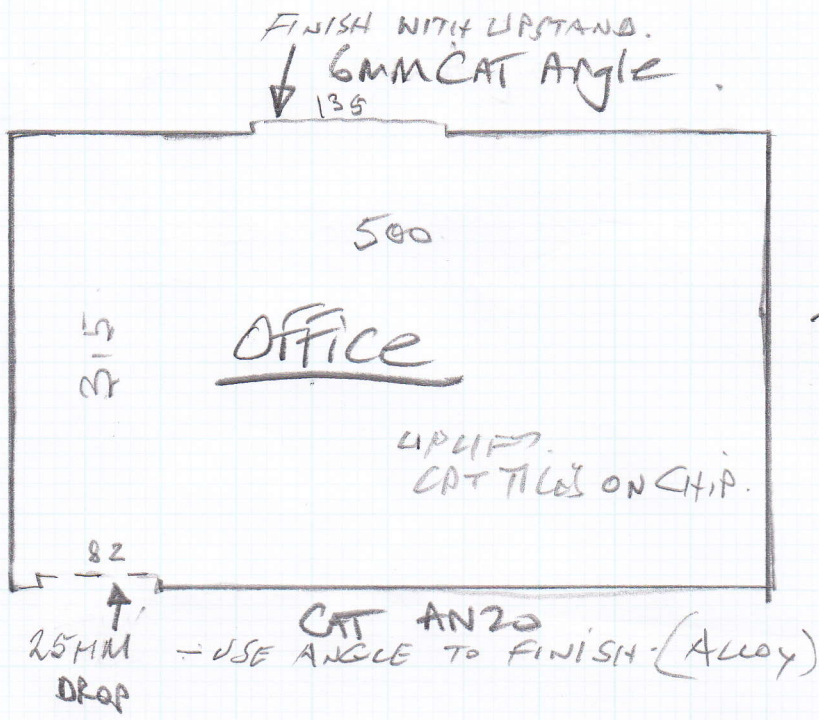 FINISH WITH UPSTAND.
6MM CAT Angle
135
500
315
OFFICE
UPLIFT
CPT TILES ON CHIP.
82
25MM DROP
CAT AN20
- USE ANGLE TO FINISH - (ALLOY)